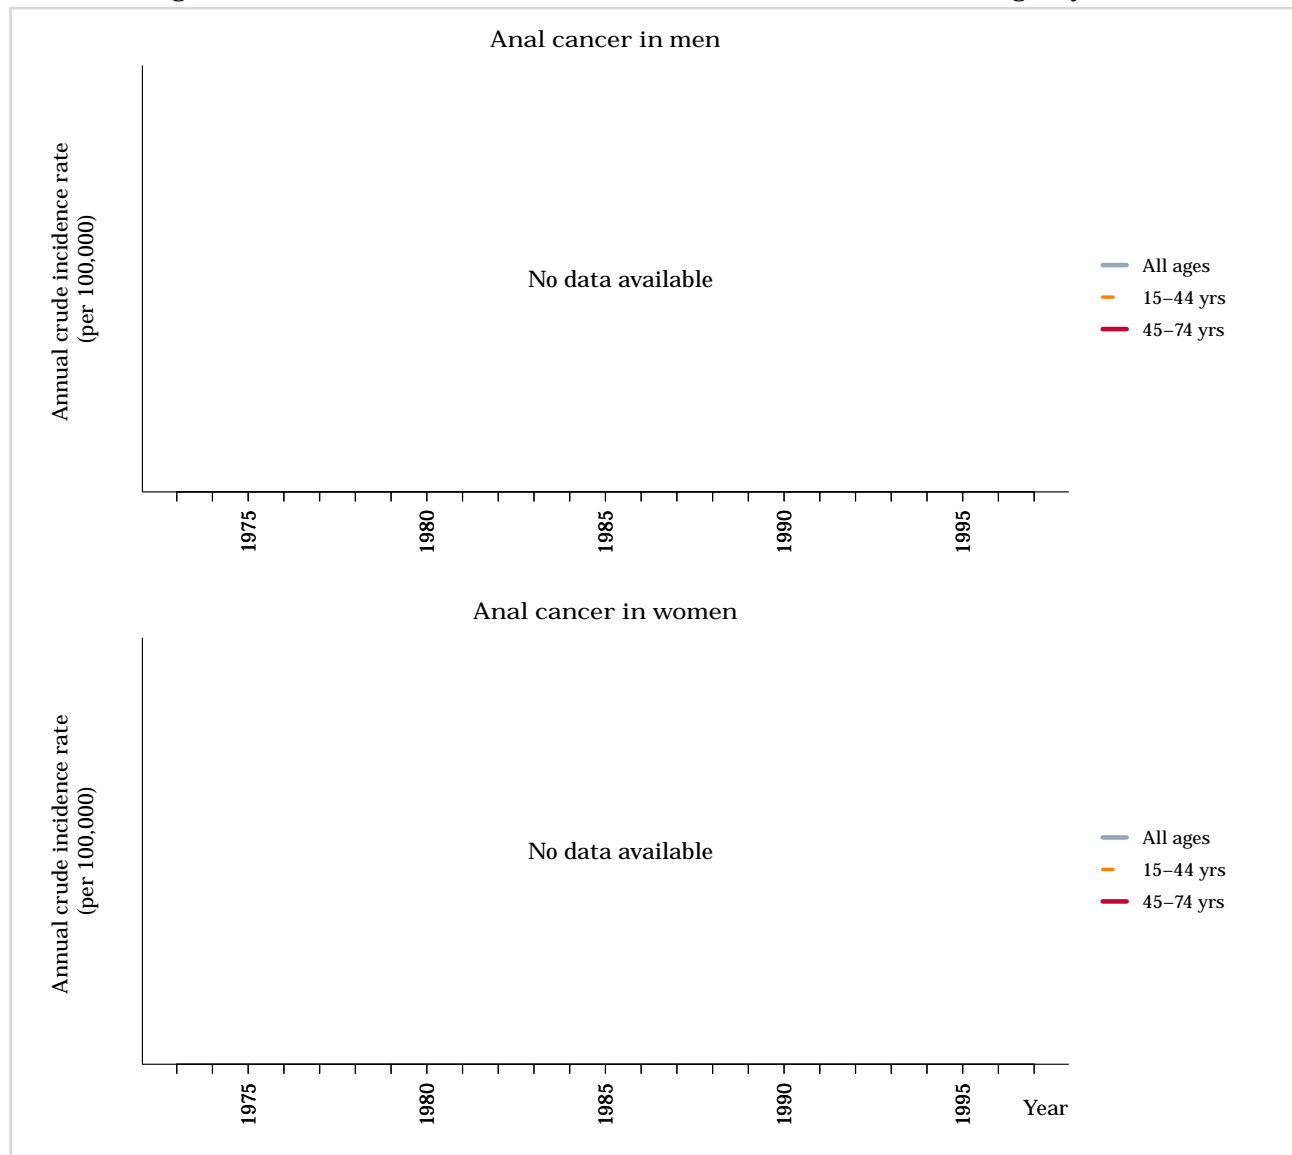 Anal cancer in men
Annual crude incidence rate
(per 100,000)
No data available
All ages
15–44 yrs
45–74 yrs
1975
1980
1985
1990
1995
Anal cancer in women
Annual crude incidence rate
(per 100,000)
No data available
All ages
15–44 yrs
45–74 yrs
1975
1980
1985
1990
1995
Year